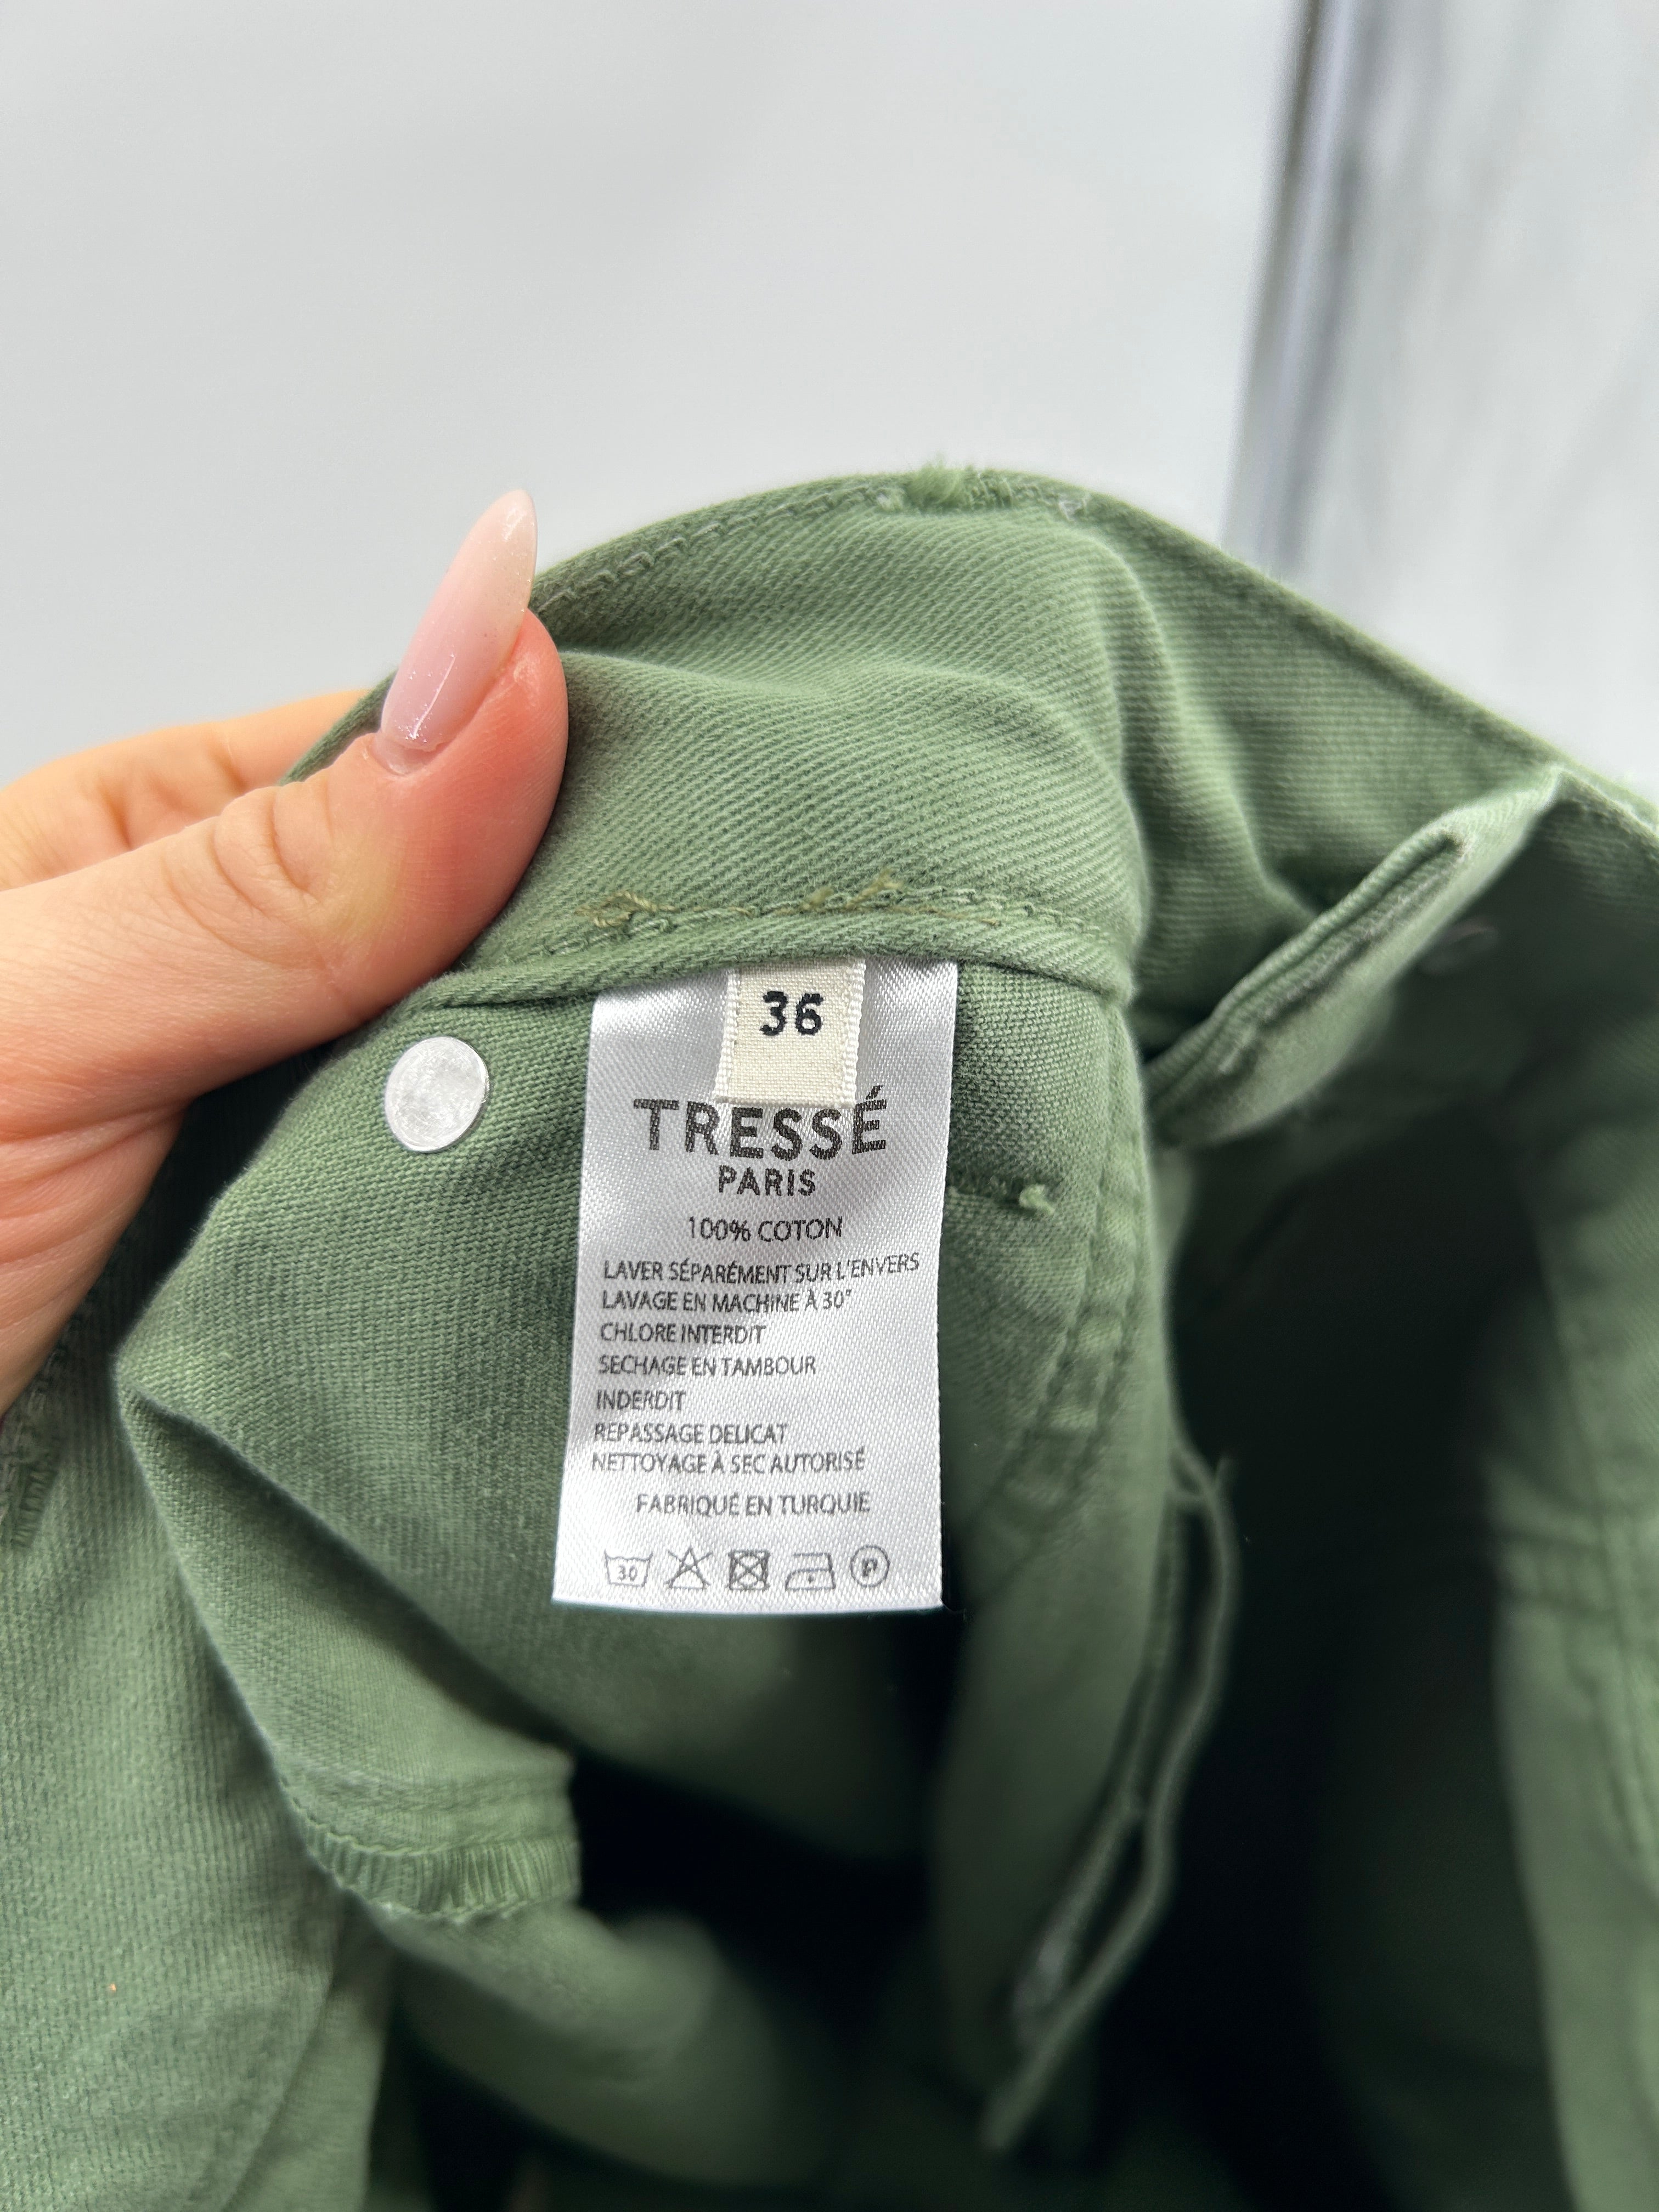 36
TRESSÉ
PARIS
100% COTON
LAVER SÉPARÉMENT SUR L'ENVERS
LAVAGE EN MACHINE À 30°
CHLORE INTERDIT
SECHAGE EN TAMBOUR
INDERDIT
REPASSAGE DELICAT
NETTOYAGE À SEC AUTORISÉ
FABRIQUÉ EN TURQUIE
30 P